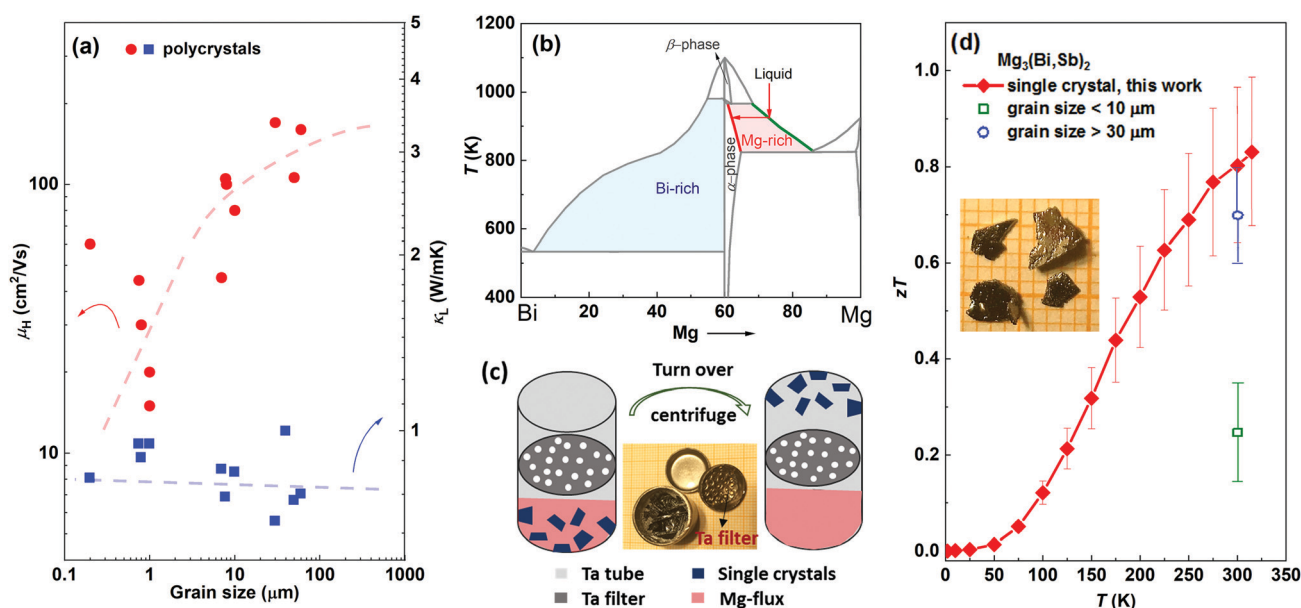 (a)
polycrystals
μH (cm²/Vs)
100
10
5
4
3
2
1
κL (W/mK)
0.1 1 10 100 1000
Grain size (μm)
(b)
1200
1000
800
600
400
T (K)
β–phase
Liquid
Mg-rich
Bi-rich
α–phase
Bi 20 40 60 80 Mg
Mg
(c)
Turn over
centrifuge
Ta filter
Ta tube
Single crystals
Ta filter
Mg-flux
(d)
Mg₃(Bi,Sb)₂
single crystal, this work
grain size < 10 μm
grain size > 30 μm
1.0
0.8
0.6
0.4
0.2
0.0
zT
0 50 100 150 200 250 300 350
T (K)